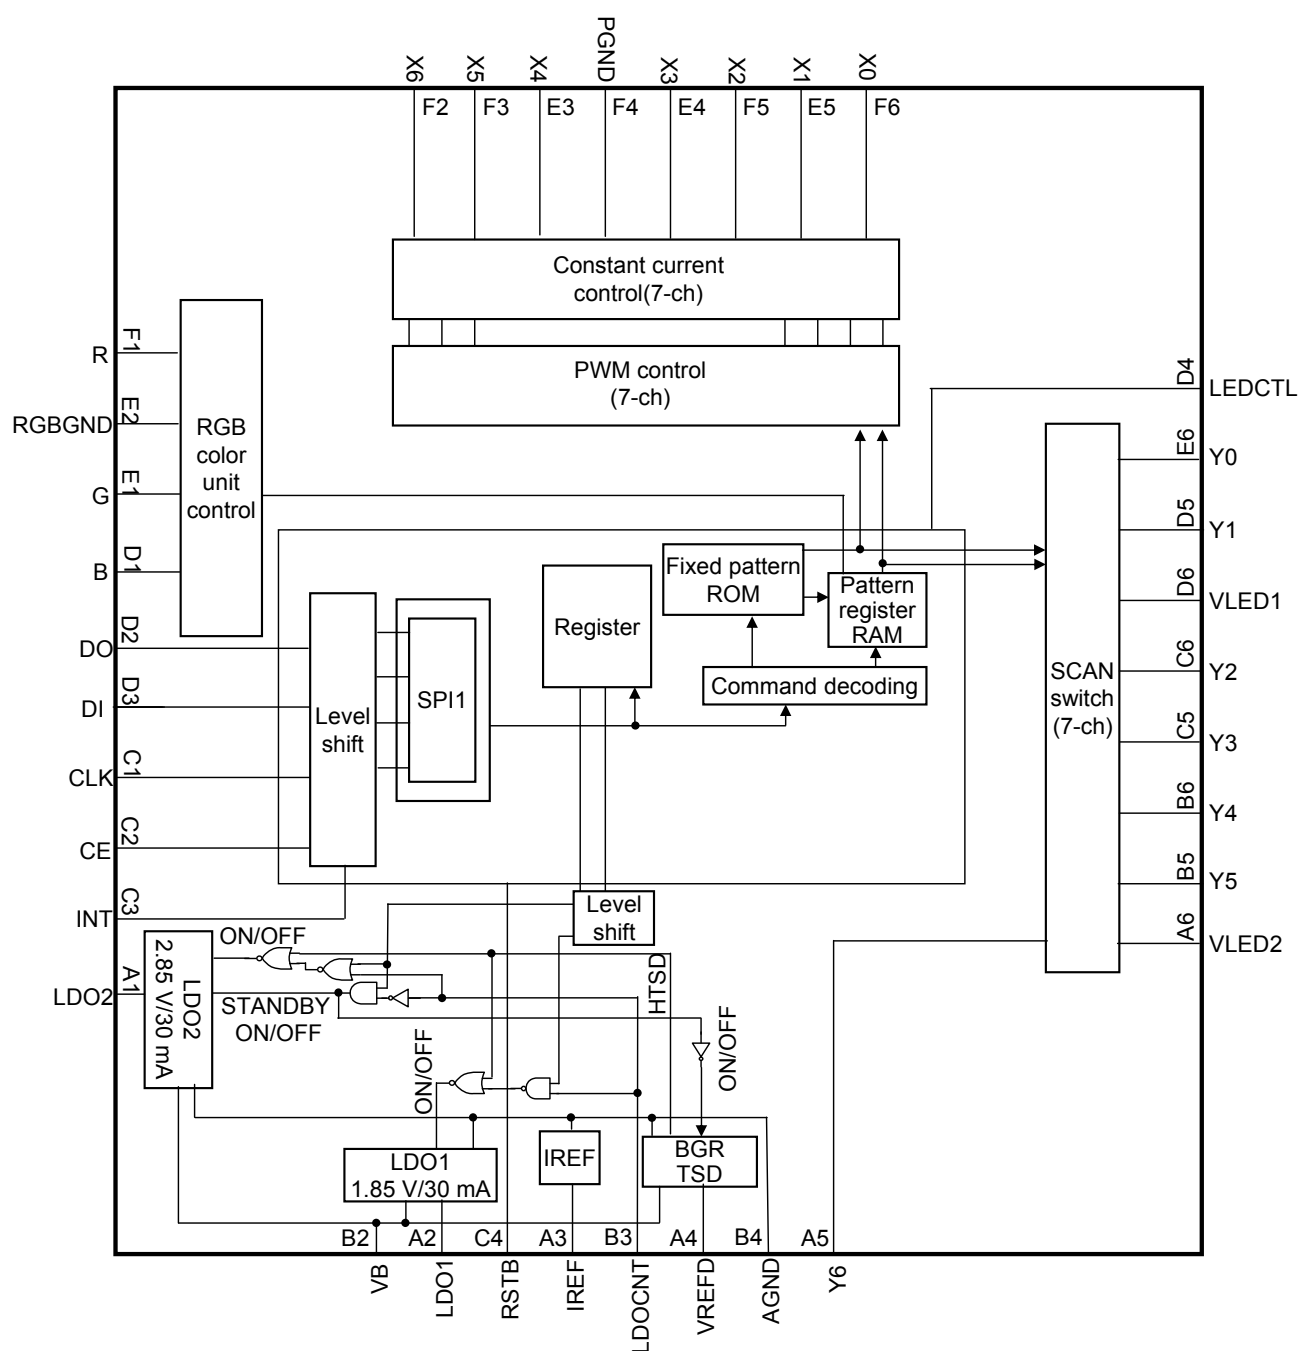 X6
X5
X4
PGND
X3
X2
X1
X0
F2
F3
E3
F4
E4
F5
E5
F6
Constant current
control(7-ch)
PWM control
(7-ch)
R
F1
RGBGND
E2
G
E1
B
D1
RGB
color
unit
control
DO
D2
DI
D3
CLK
C1
CE
C2
INT
C3
Level
shift
SPI1
Register
Fixed pattern
ROM
Pattern
register
RAM
Command decoding
SCAN
switch
(7-ch)
D4
LEDCTL
E6
Y0
D5
Y1
D6
VLED1
C6
Y2
C5
Y3
B6
Y4
B5
Y5
A6
VLED2
Level
shift
LDO2
A1
LDO2
2.85 V/30 mA
ON/OFF
STANDBY
ON/OFF
HTSD
ON/OFF
ON/OFF
LDO1
1.85 V/30 mA
IREF
BGR
TSD
B2
A2
C4
A3
B3
A4
B4
A5
VB
LDO1
RSTB
IREF
LDOCNT
VREFD
AGND
Y6